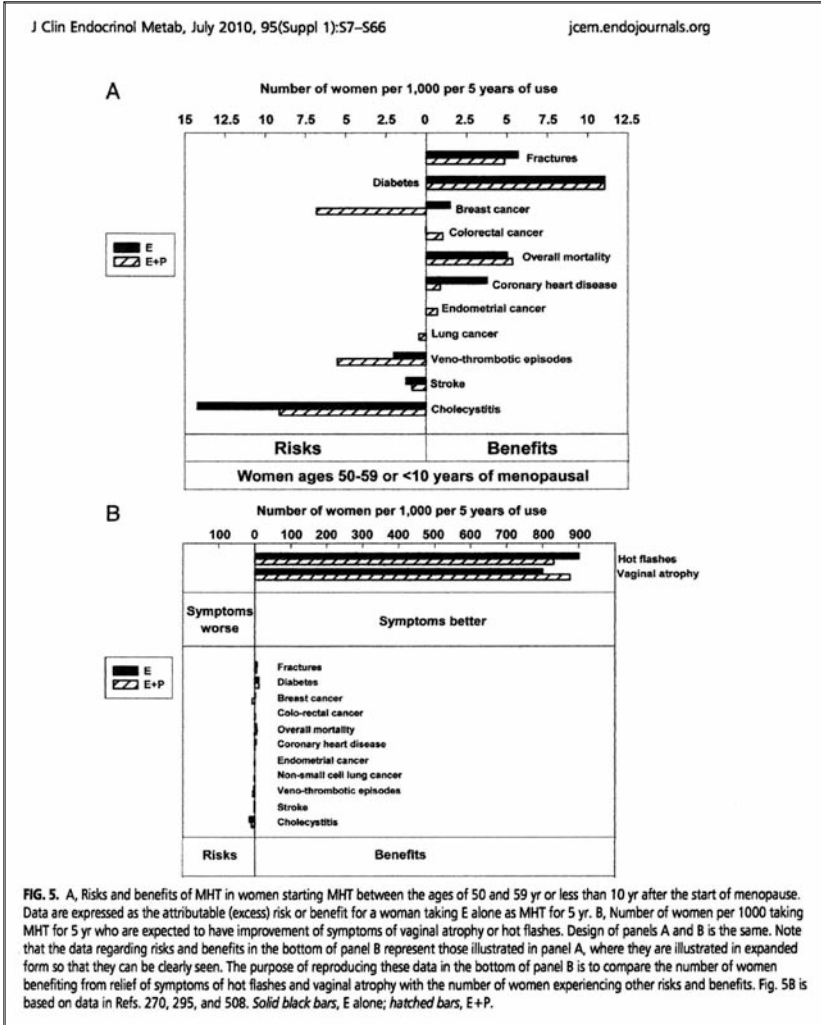 J Clin Endocrinol Metab, July 2010, 95(Suppl 1):S7–S66 jcem.endojournals.org
A
Number of women per 1,000 per 5 years of use
15 12.5 10 7.5 5 2.5 0 2.5 5 7.5 10 12.5
Fractures
Diabetes
Breast cancer
Colorectal cancer
E
E+P
Overall mortality
Coronary heart disease
Endometrial cancer
Lung cancer
Veno-thrombotic episodes
Stroke
Cholecystitis
Risks Benefits
Women ages 50-59 or <10 years of menopausal
B
Number of women per 1,000 per 5 years of use
100 0 100 200 300 400 500 600 700 800 900
Hot flashes
Vaginal atrophy
Symptoms worse Symptoms better
E
E+P
Fractures
Diabetes
Breast cancer
Colo-rectal cancer
Overall mortality
Coronary heart disease
Endometrial cancer
Non-small cell lung cancer
Veno-thrombotic episodes
Stroke
Cholecystitis
Risks Benefits
FIG. 5. A, Risks and benefits of MHT in women starting MHT between the ages of 50 and 59 yr or less than 10 yr after the start of menopause.
Data are expressed as the attributable (excess) risk or benefit for a woman taking E alone as MHT for 5 yr. B, Number of women per 1000 taking
MHT for 5 yr who are expected to have improvement of symptoms of vaginal atrophy or hot flashes. Design of panels A and B is the same. Note
that the data regarding risks and benefits in the bottom of panel B represent those illustrated in panel A, where they are illustrated in expanded
form so that they can be clearly seen. The purpose of reproducing these data in the bottom of panel B is to compare the number of women
benefiting from relief of symptoms of hot flashes and vaginal atrophy with the number of women experiencing other risks and benefits. Fig. 5B is
based on data in Refs. 270, 295, and 508. Solid black bars, E alone; hatched bars, E+P.